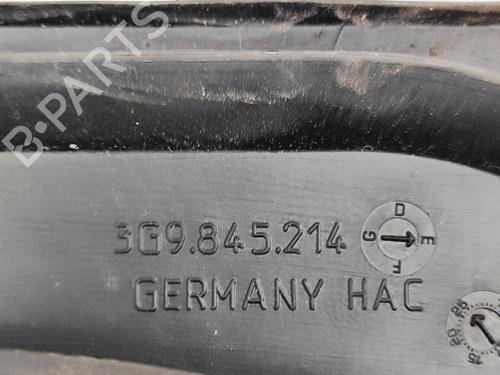 B-PARTS
3G9.845.214
D
G E
F
GERMANY HAC